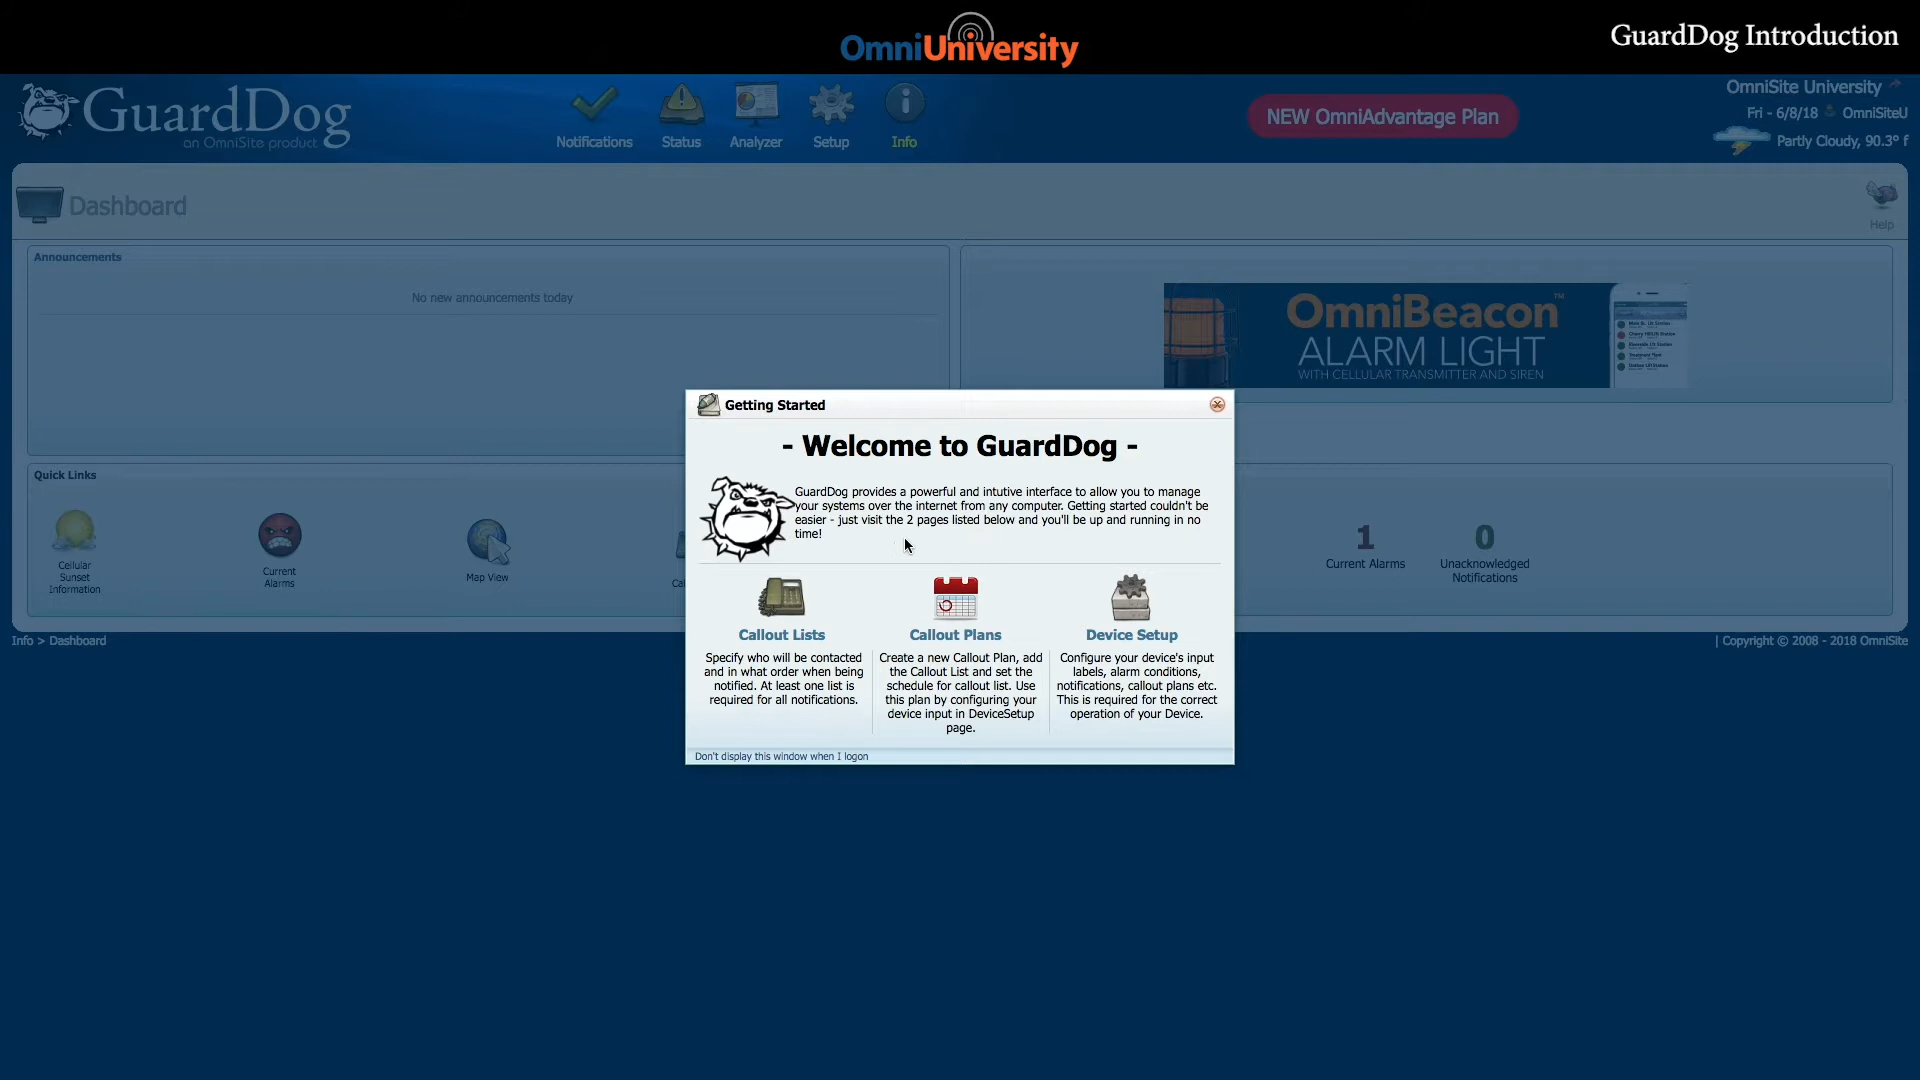 OmniUniversity
GuardDog Introduction
GuardDog
an OmniSite product
Notifications
Status
Analyzer
Setup
Info
NEW OmniAdvantage Plan
OmniSite University
Fri - 6/8/18
OmniSiteU
Partly Cloudy, 90.3° f
Dashboard
Help
Announcements
No new announcements today
OmniBeacon™
ALARM LIGHT
WITH CELLULAR TRANSMITTER AND SIREN
Getting Started
- Welcome to GuardDog -
GuardDog provides a powerful and intutive interface to allow you to manage
your systems over the internet from any computer. Getting started couldn't be
easier - just visit the 2 pages listed below and you'll be up and running in no
time!
Callout Lists
Specify who will be contacted
and in what order when being
notified. At least one list is
required for all notifications.
Callout Plans
Create a new Callout Plan, add
the Callout List and set the
schedule for callout list. Use
this plan by configuring your
device input in DeviceSetup
page.
Device Setup
Configure your device's input
labels, alarm conditions,
notifications, callout plans etc.
This is required for the correct
operation of your Device.
Don't display this window when I logon
Quick Links
Cellular
Sunset
Information
Current
Alarms
Map View
Cal
1
Current Alarms
0
Unacknowledged
Notifications
Info > Dashboard
| Copyright © 2008 - 2018 OmniSite